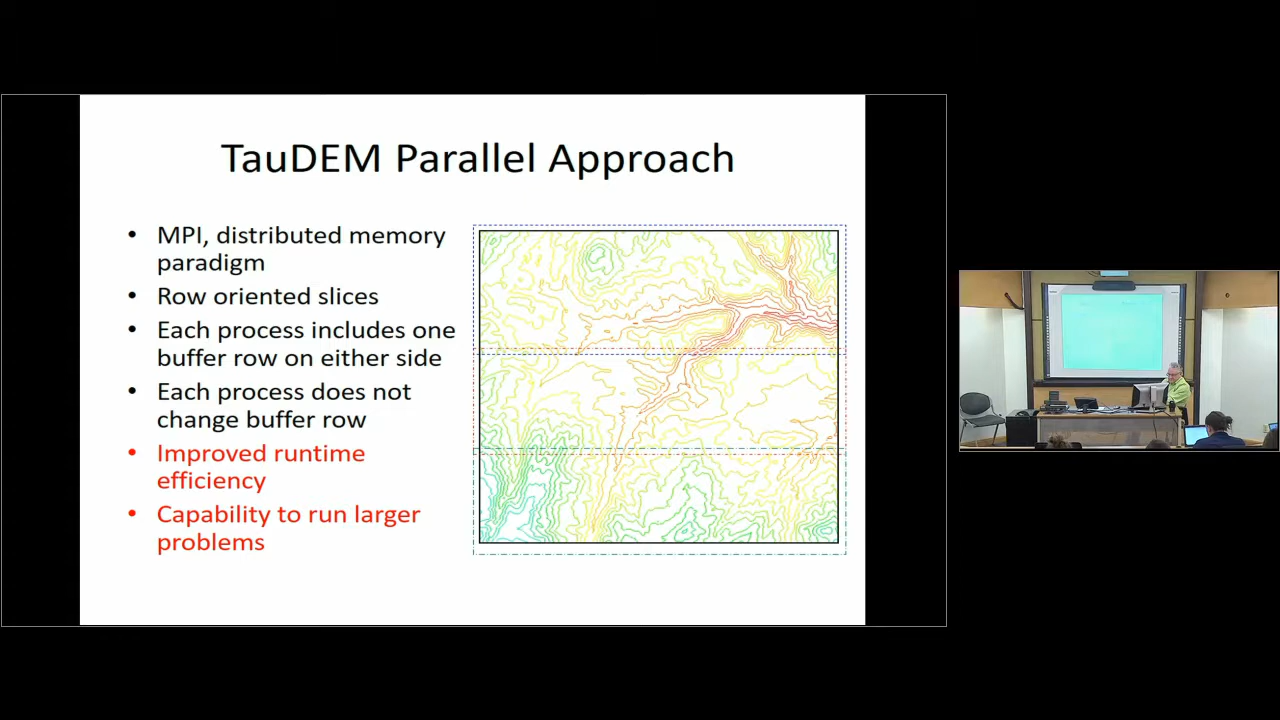 TauDEM Parallel Approach
• MPI, distributed memory
paradigm
• Row oriented slices
• Each process includes one
buffer row on either side
• Each process does not
change buffer row
• Improved runtime
efficiency
• Capability to run larger
problems